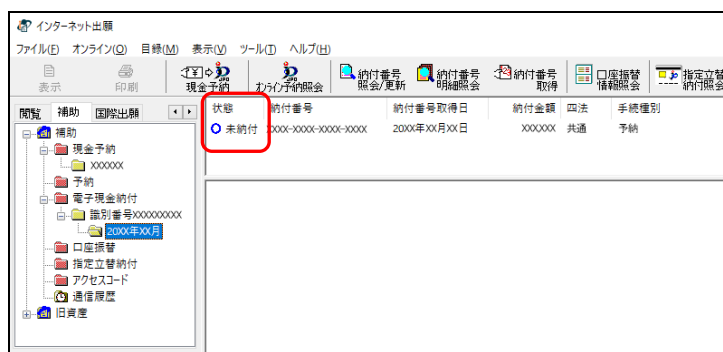 インターネット出願
ファイル(F) オンライン(O) 目録(M) 表示(V) ツール(T) ヘルプ(H)
表示
印刷
現金予納
オンライン予納照会
納付番号照会/更新
納付番号明細照会
納付番号取得
口座振替情報照会
指定立替納付照会
閲覧 補助 国際出願
状態 納付番号 納付番号取得日 納付金額 四法 手続種別
未納付 XXXX-XXXX-XXXX-XXXX 20XX年XX月XX日 XXXXXX 共通 予納
補助
現金予納
XXXXXX
予納
電子現金納付
識別番号XXXXXXXXX
20XX年XX月
口座振替
指定立替納付
アクセスコード
通信履歴
旧資産